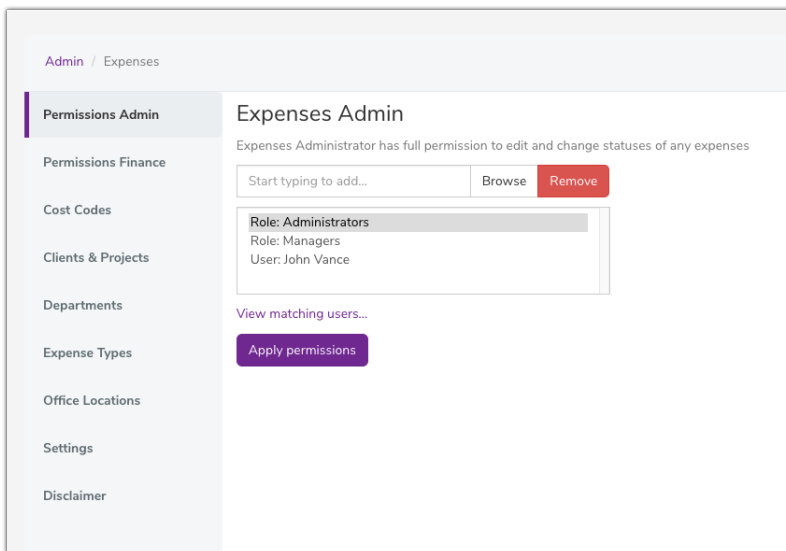 Admin / Expenses
Permissions Admin
Permissions Finance
Cost Codes
Clients & Projects
Departments
Expense Types
Office Locations
Settings
Disclaimer
Expenses Admin
Expenses Administrator has full permission to edit and change statuses of any expenses
Start typing to add... Browse Remove
Role: Administrators
Role: Managers
User: John Vance
View matching users...
Apply permissions